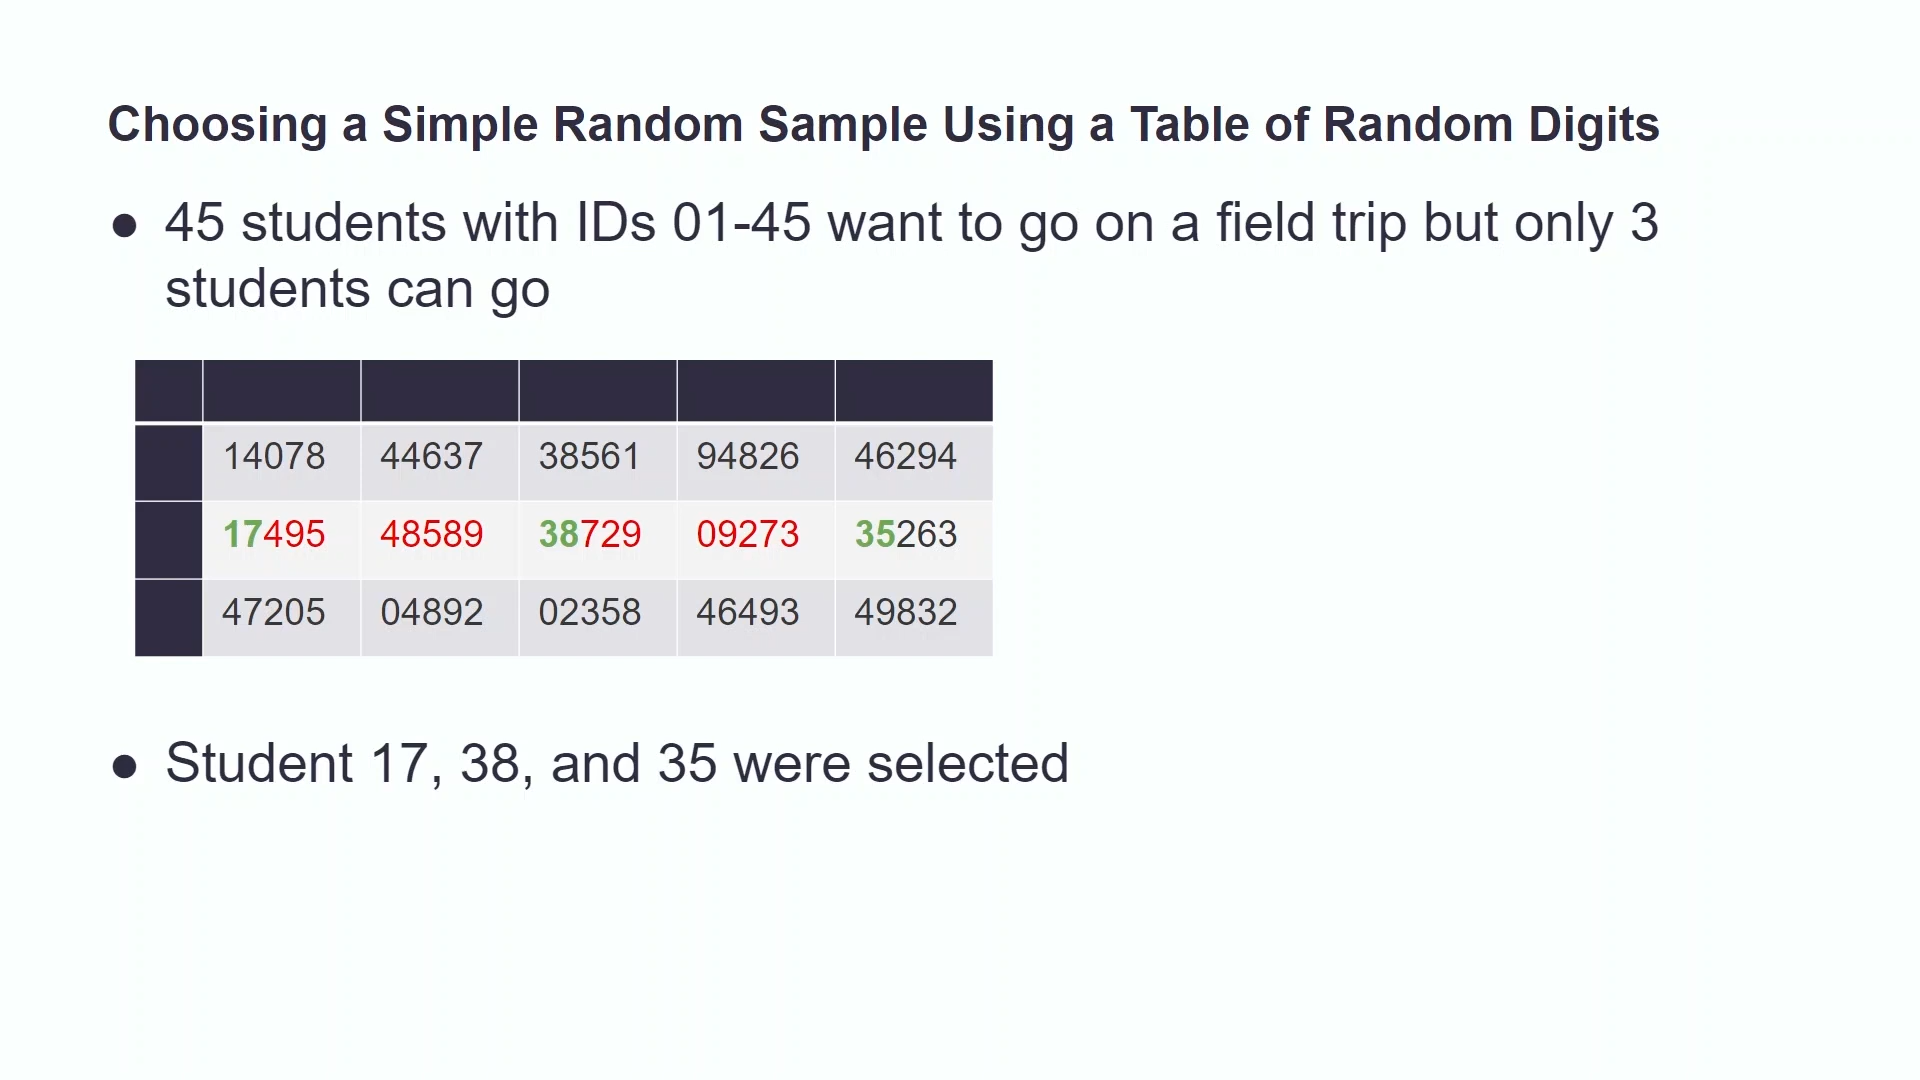 Choosing a Simple Random Sample Using a Table of Random Digits
● 45 students with IDs 01-45 want to go on a field trip but only 3
students can go
14078 44637 38561 94826 46294
17495 48589 38729 09273 35263
47205 04892 02358 46493 49832
● Student 17, 38, and 35 were selected